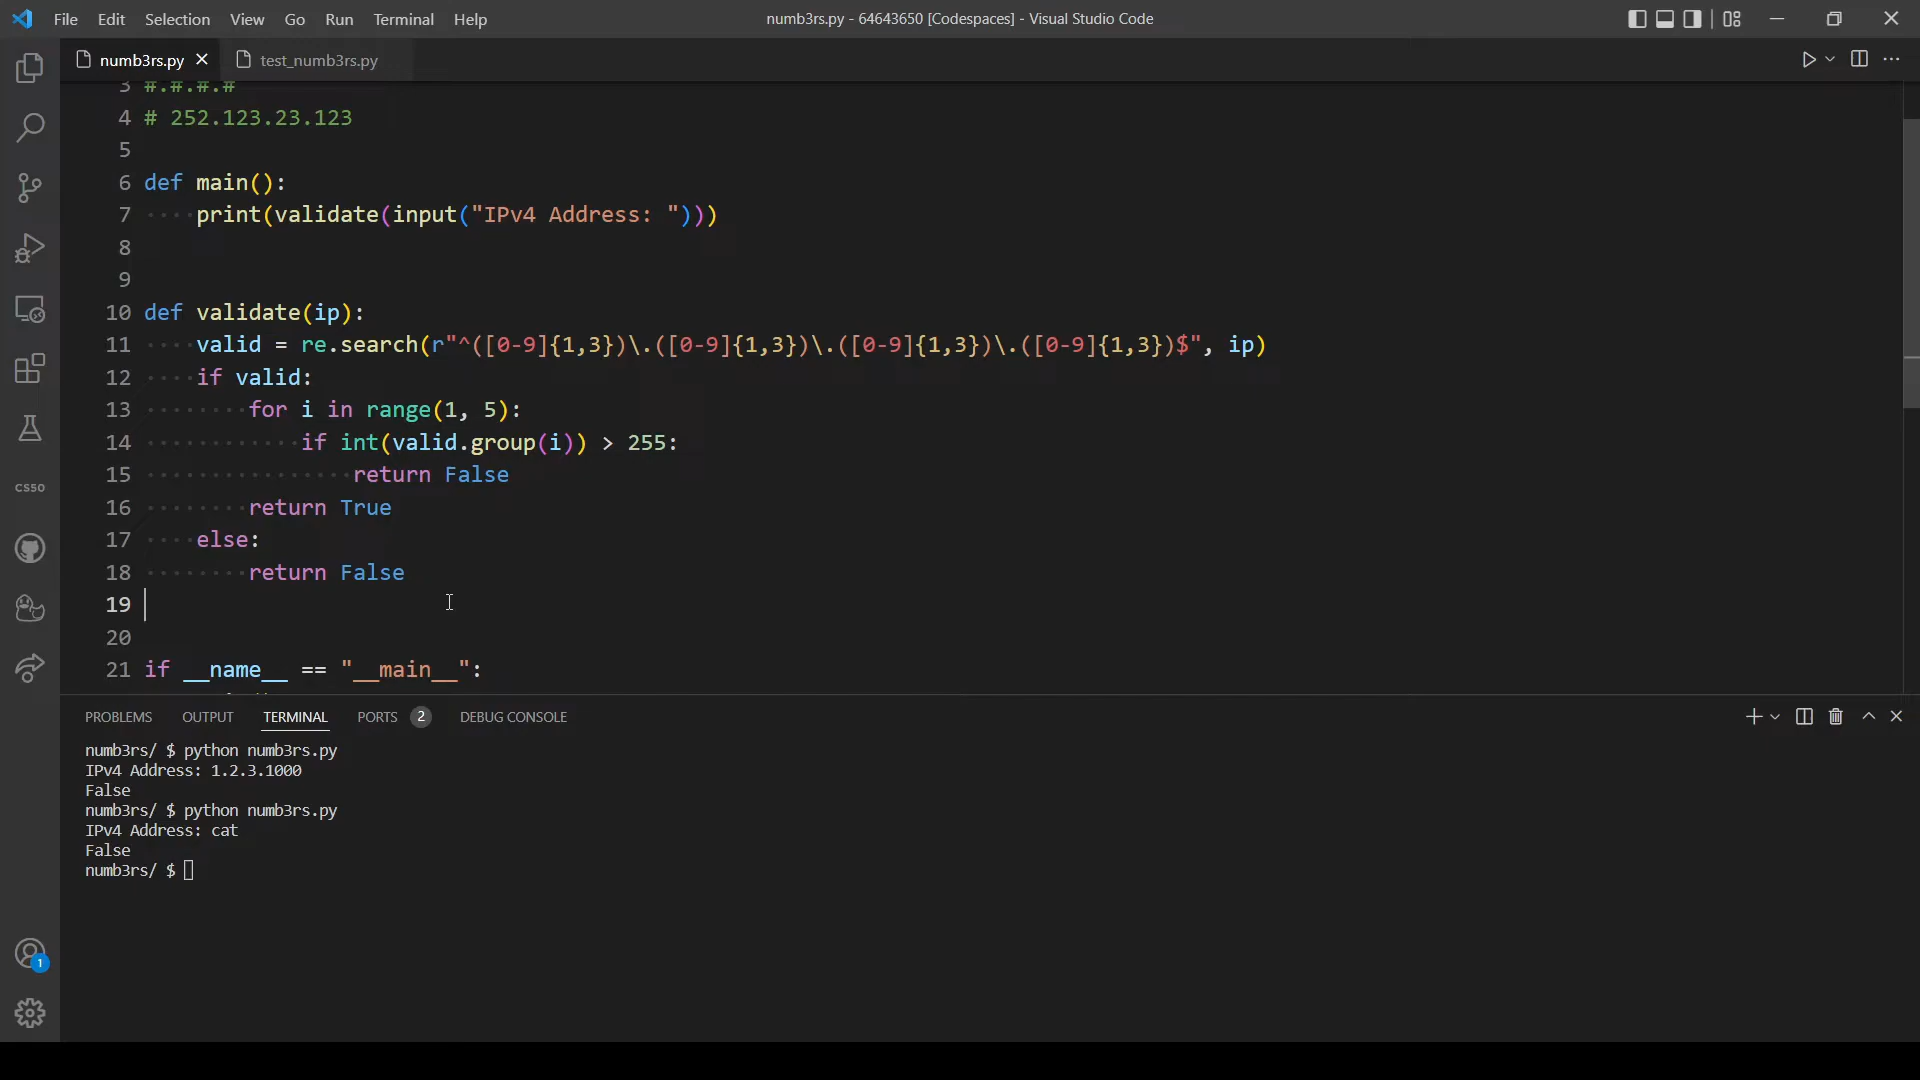 File Edit Selection View Go Run Terminal Help
numb3rs.py - 64643650 [Codespaces] - Visual Studio Code
numb3rs.py
test_numb3rs.py
3 #.#.#.#
4 # 252.123.23.123
5
6 def main():
7 print(validate(input("IPv4 Address: ")))
8
9
10 def validate(ip):
11 valid = re.search(r"^([0-9]{1,3})\.([0-9]{1,3})\.([0-9]{1,3})\.([0-9]{1,3})$", ip)
12 if valid:
13 for i in range(1, 5):
14 if int(valid.group(i)) > 255:
15 return False
16 return True
17 else:
18 return False
19
20
21 if __name__ == "__main__":
CS50
PROBLEMS OUTPUT TERMINAL PORTS 2 DEBUG CONSOLE
numb3rs/ $ python numb3rs.py
IPv4 Address: 1.2.3.1000
False
numb3rs/ $ python numb3rs.py
IPv4 Address: cat
False
numb3rs/ $
1